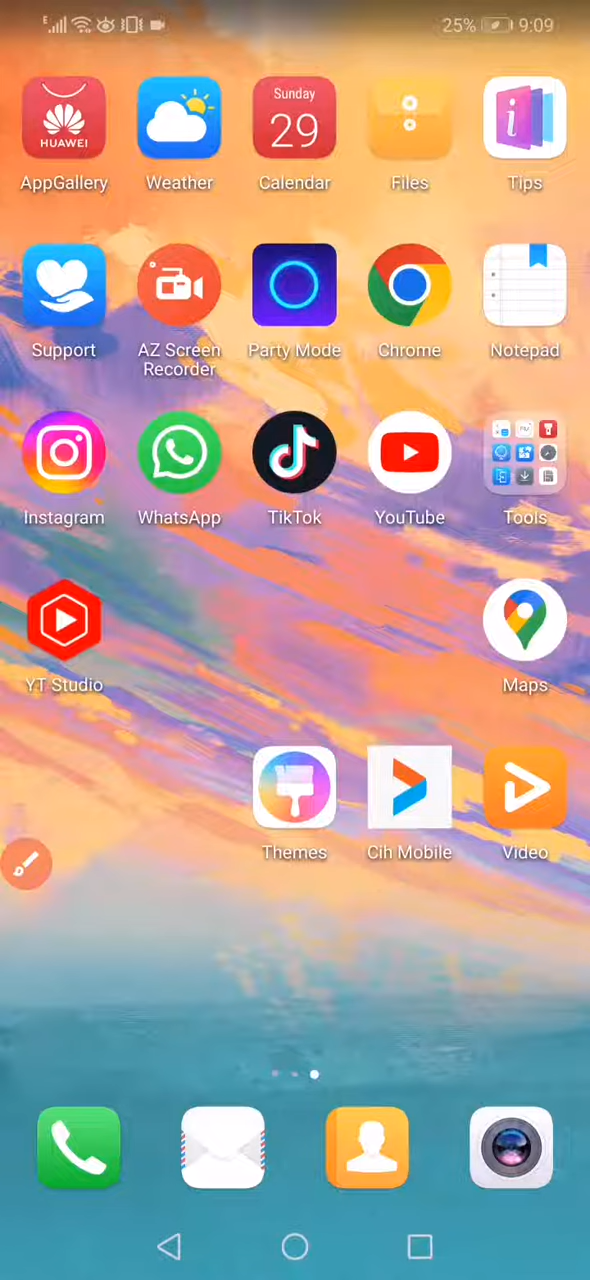 E
25% 9:09
Sunday
29
HUAWEI
AppGallery Weather Calendar Files Tips
Support AZ Screen Recorder Party Mode Chrome Notepad
Instagram WhatsApp TikTok YouTube Tools
YT Studio Maps
Themes Cih Mobile Video